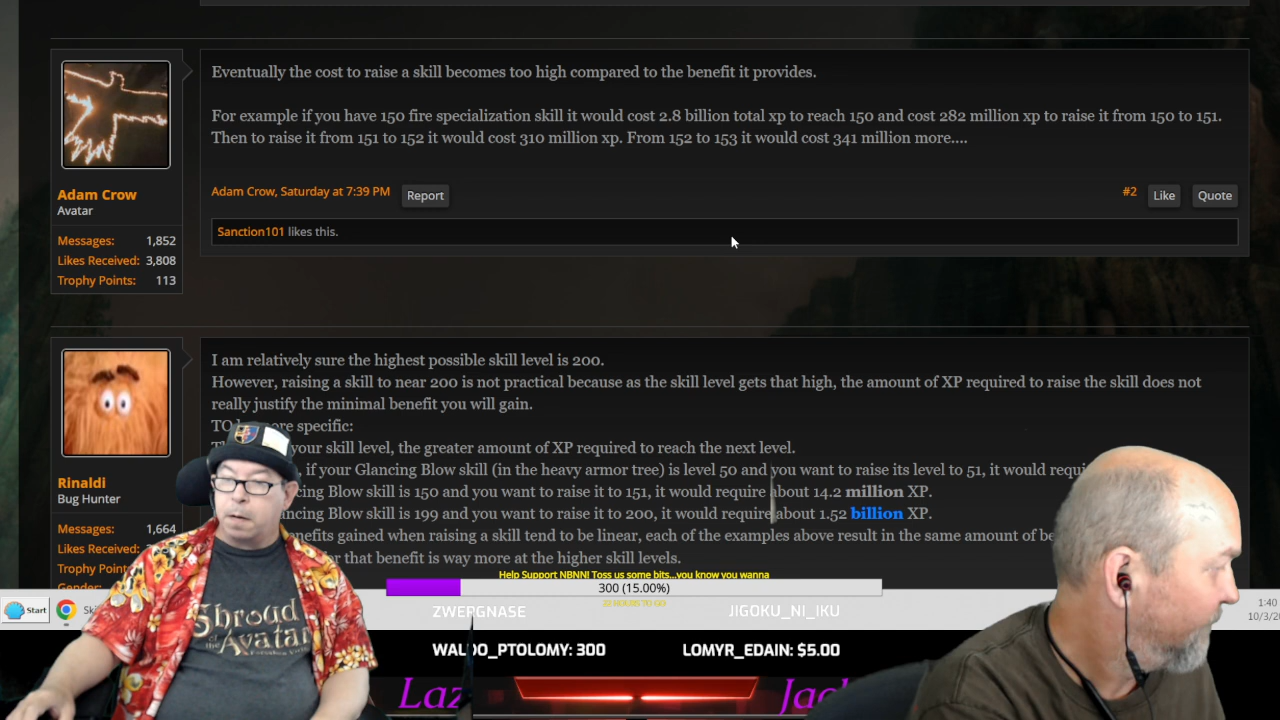 Eventually the cost to raise a skill becomes too high compared to the benefit it provides.
For example if you have 150 fire specialization skill it would cost 2.8 billion total xp to reach 150 and cost 282 million xp to raise it from 150 to 151.
Then to raise it from 151 to 152 it would cost 310 million xp. From 152 to 153 it would cost 341 million more....
Adam Crow, Saturday at 7:39 PM Report #2 Like Quote
Sanction101 likes this.
Adam Crow
Avatar
Messages: 1,852
Likes Received: 3,808
Trophy Points: 113
I am relatively sure the highest possible skill level is 200.
However, raising a skill to near 200 is not practical because as the skill level gets that high, the amount of XP required to raise the skill does not
really justify the minimal benefit you will gain.
TO specific:
your skill level, the greater amount of XP required to reach the next level.
if your Glancing Blow skill (in the heavy armor tree) is level 50 and you want to raise its level to 51, it would
Blow skill is 150 and you want to raise it to 151, it would require about 14.2 million XP.
Blow skill is 199 and you want to raise it to 200, it would require about 1.52 billion XP.
gained when raising a skill tend to be linear, each of the examples above result in the same amount of
for that benefit is way more at the higher skill levels.
Rinaldi
Bug Hunter
Messages: 1,664
Likes Received:
Trophy
Gender:
Help Support NBNN! Toss us some bits...you know you wanna
300 (15.00%)
Start
1:40
ZWERGNASE JIGOKU_NI_IKU
WALDO_PTOLOMY: 300 LOMYR_EDAIN: $5.00
Shroud
of the Avatar